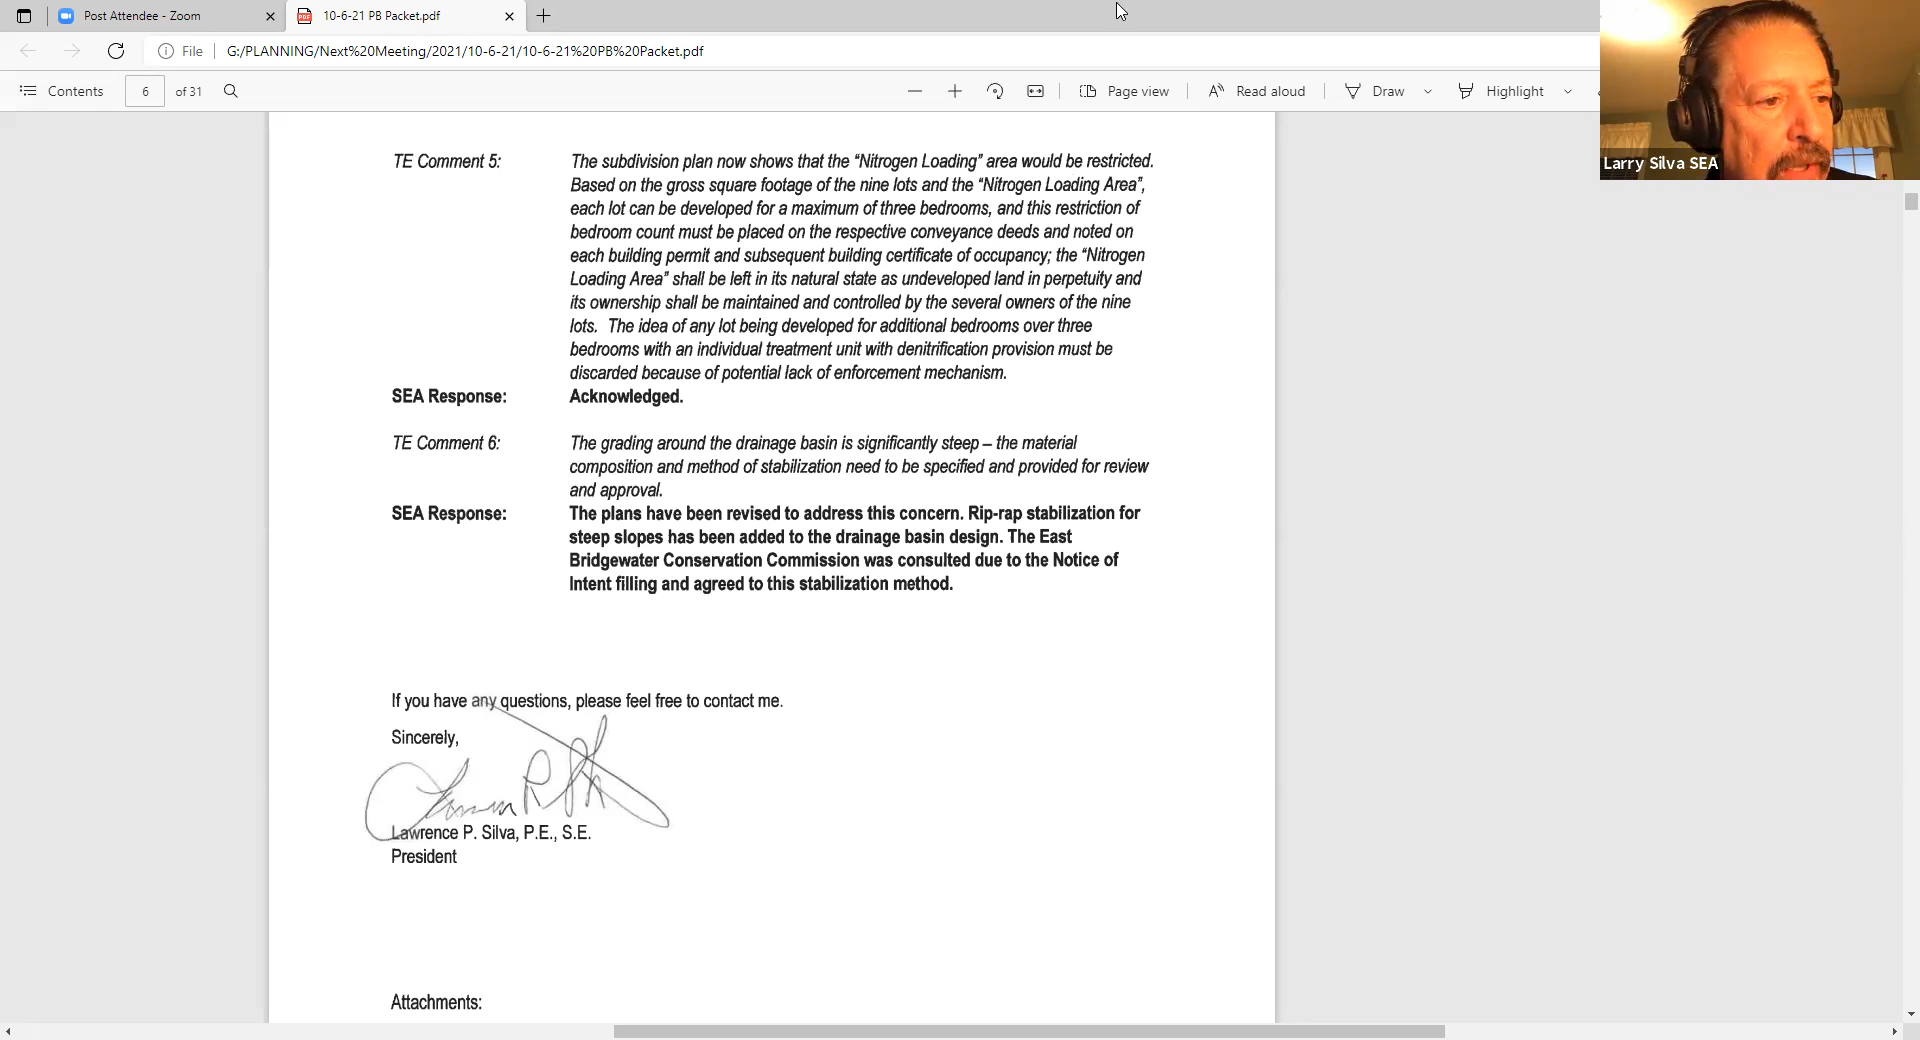 Post Attendee - Zoom
10-6-21 PB Packet.pdf
File
G:/PLANNING/Next%20Meeting/2021/10-6-21/10-6-21%20PB%20Packet.pdf
Contents
6
of 31
Page view
Read aloud
Draw
Highlight
Larry Silva SEA
TE Comment 5: The subdivision plan now shows that the “Nitrogen Loading” area would be restricted.
Based on the gross square footage of the nine lots and the “Nitrogen Loading Area”,
each lot can be developed for a maximum of three bedrooms, and this restriction of
bedroom count must be placed on the respective conveyance deeds and noted on
each building permit and subsequent building certificate of occupancy; the “Nitrogen
Loading Area” shall be left in its natural state as undeveloped land in perpetuity and
its ownership shall be maintained and controlled by the several owners of the nine
lots. The idea of any lot being developed for additional bedrooms over three
bedrooms with an individual treatment unit with denitrification provision must be
discarded because of potential lack of enforcement mechanism.
SEA Response: Acknowledged.
TE Comment 6: The grading around the drainage basin is significantly steep – the material
composition and method of stabilization need to be specified and provided for review
and approval.
SEA Response: The plans have been revised to address this concern. Rip-rap stabilization for
steep slopes has been added to the drainage basin design. The East
Bridgewater Conservation Commission was consulted due to the Notice of
Intent filling and agreed to this stabilization method.
If you have any questions, please feel free to contact me.
Sincerely,
Lawrence P. Silva, P.E., S.E.
President
Attachments: